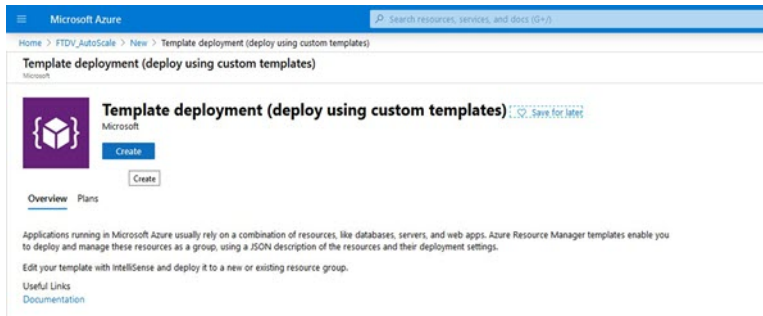 Microsoft Azure
Search resources, services, and docs (G+/)
Home > FTDV_AutoScale > New > Template deployment (deploy using custom templates)
Template deployment (deploy using custom templates)
Microsoft
Template deployment (deploy using custom templates) Save for later
Microsoft
Create
Create
Overview Plans
Applications running in Microsoft Azure usually rely on a combination of resources, like databases, servers, and web apps. Azure Resource Manager templates enable you
to deploy and manage these resources as a group, using a JSON description of the resources and their deployment settings.
Edit your template with IntelliSense and deploy it to a new or existing resource group.
Useful Links
Documentation